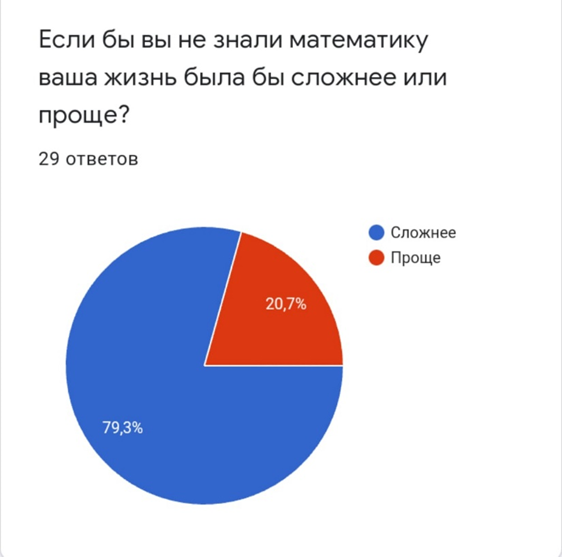 Если бы вы не знали математику
ваша жизнь была бы сложнее или
проще?
29 ответов
Сложнее
Проще
20,7%
79,3%